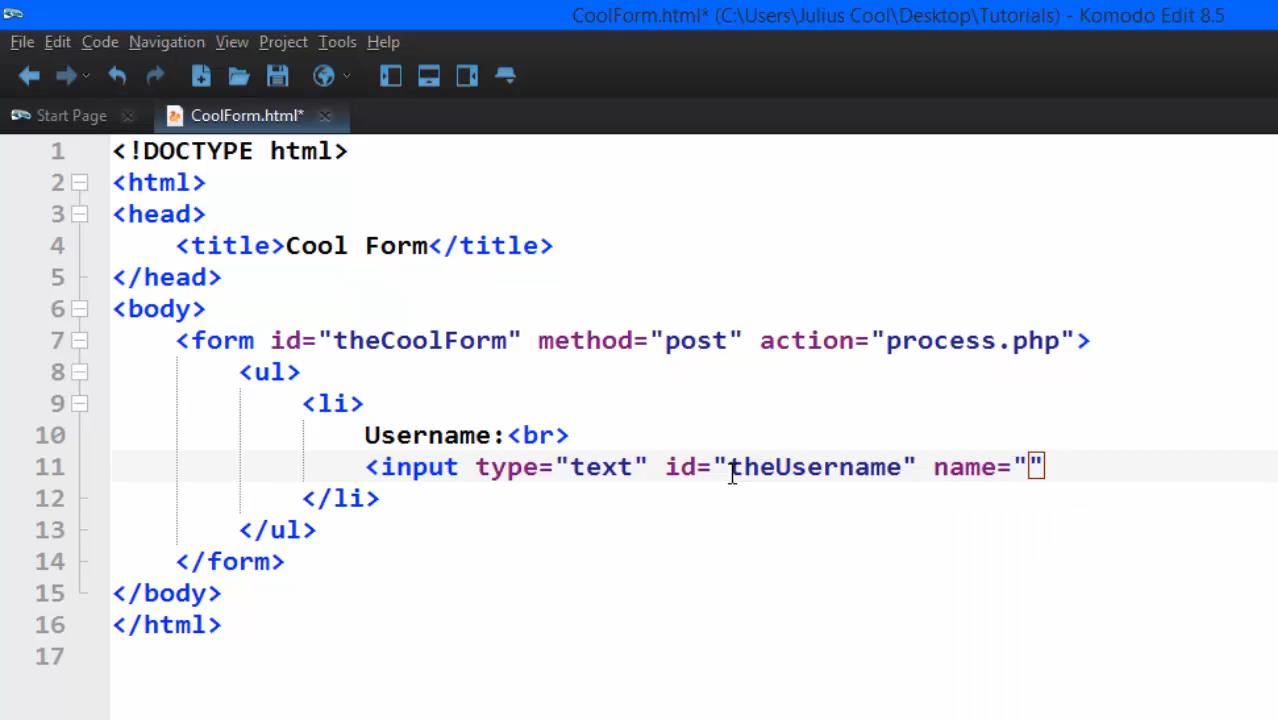 CoolForm.html* (C:\Users\Julius Cool\Desktop\Tutorials) - Komodo Edit 8.5
File Edit Code Navigation View Project Tools Help
Start Page CoolForm.html*
1 <!DOCTYPE html>
2 <html>
3 <head>
4 <title>Cool Form</title>
5 </head>
6 <body>
7 <form id="theCoolForm" method="post" action="process.php">
8 <ul>
9 <li>
10 Username:<br>
11 <input type="text" id="theUsername" name=""
12 </li>
13 </ul>
14 </form>
15 </body>
16 </html>
17